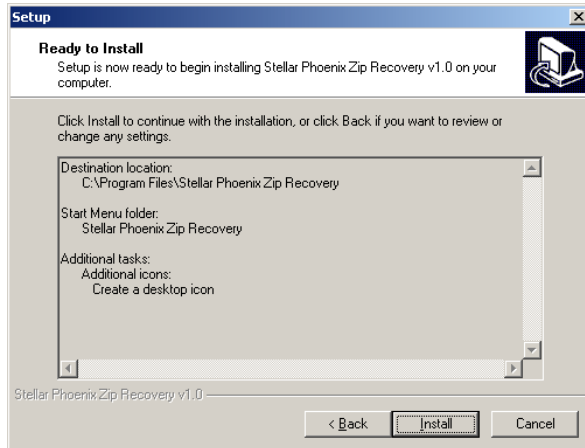 Setup
Ready to Install
Setup is now ready to begin installing Stellar Phoenix Zip Recovery v1.0 on your
computer.
Click Install to continue with the installation, or click Back if you want to review or
change any settings.
Destination location:
C:\Program Files\Stellar Phoenix Zip Recovery
Start Menu folder:
Stellar Phoenix Zip Recovery
Additional tasks:
Additional icons:
Create a desktop icon
Stellar Phoenix Zip Recovery v1.0
< Back
Install
Cancel